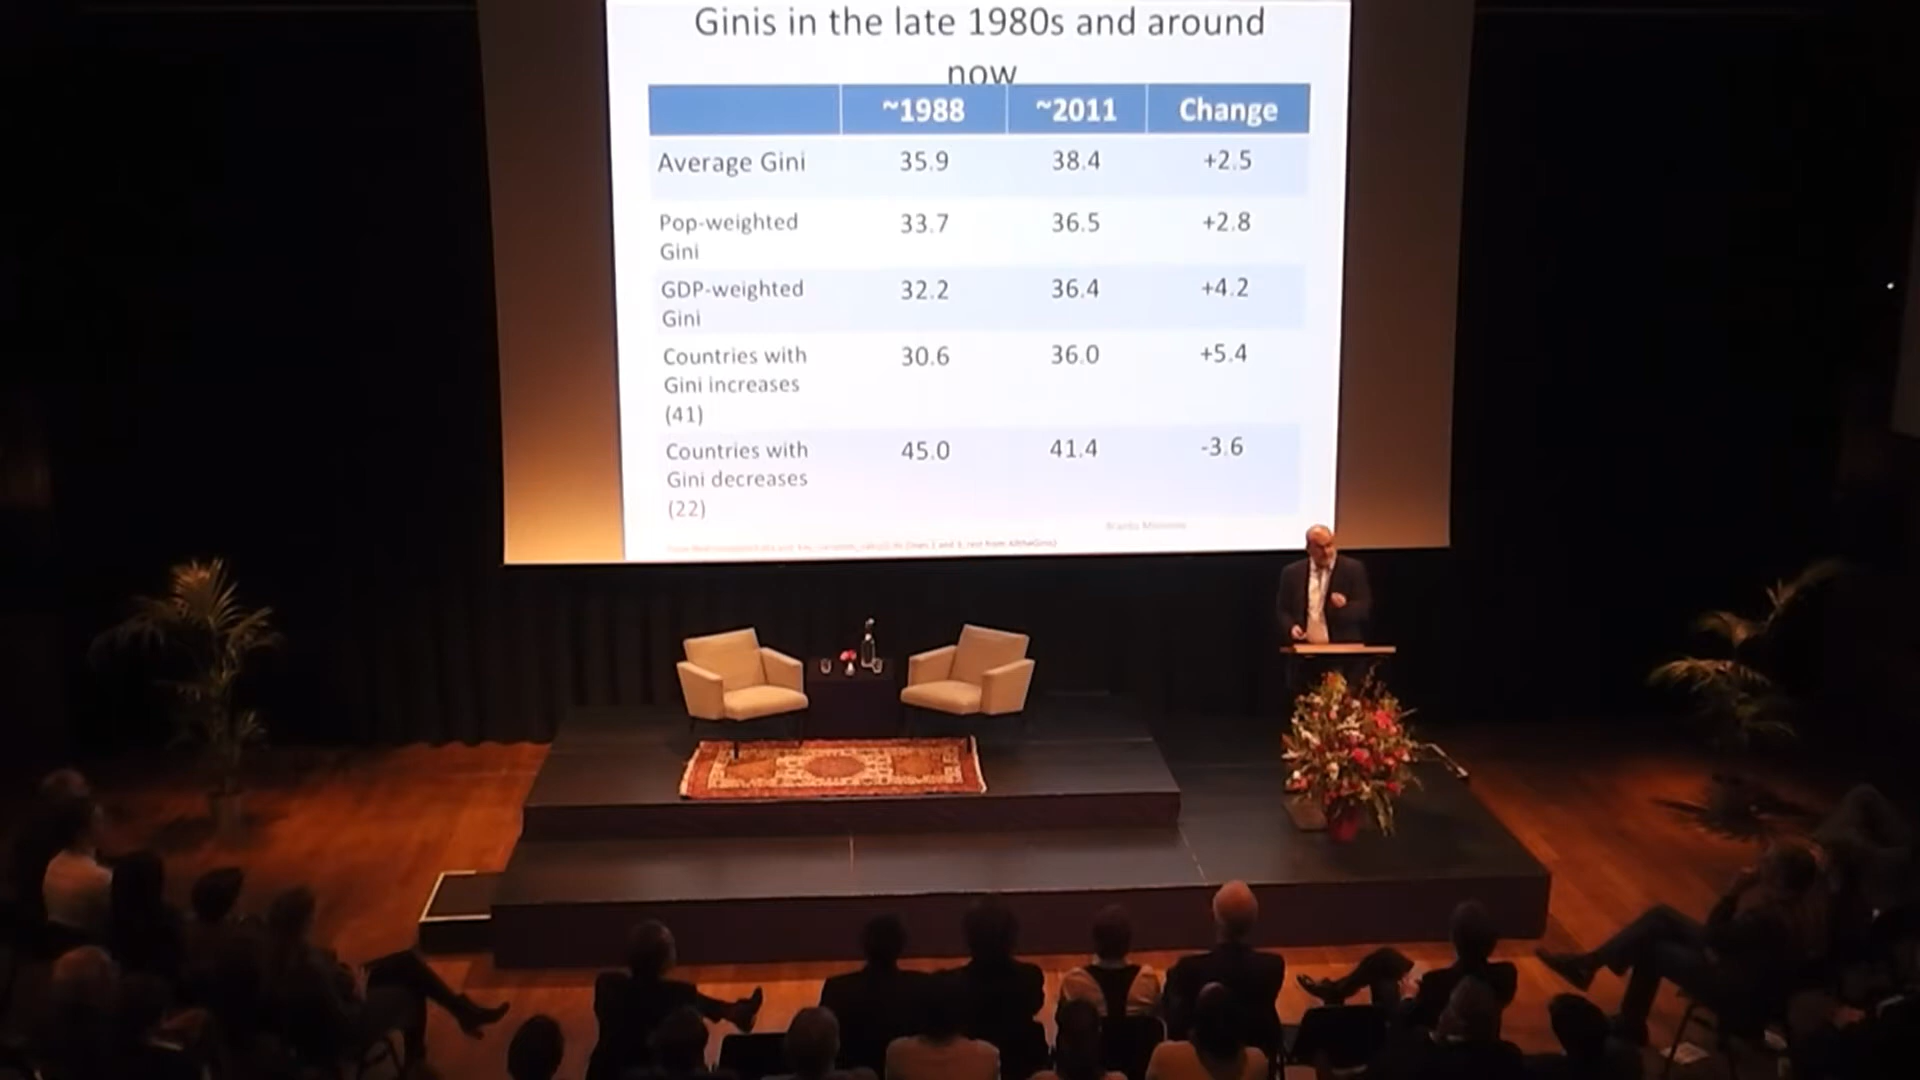 Ginis in the late 1980s and around
now
~1988 ~2011 Change
Average Gini 35.9 38.4 +2.5
Pop-weighted 33.7 36.5 +2.8
Gini
GDP-weighted 32.2 36.4 +4.2
Gini
Countries with 30.6 36.0 +5.4
Gini increases
(41)
Countries with 45.0 41.4 -3.6
Gini decreases
(22)